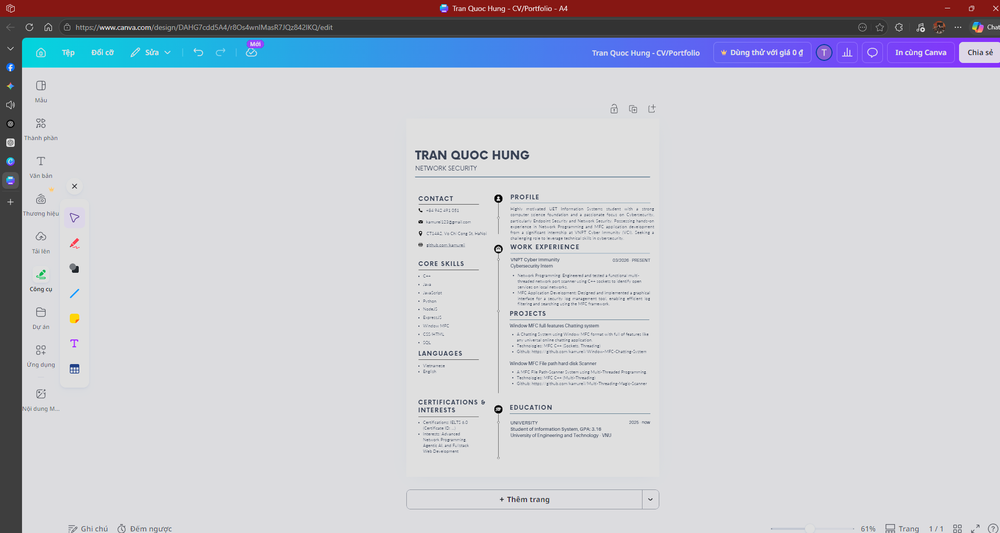 Tran Quoc Hung - CV/Portfolio - A4
https://www.canva.com/design/DAHG7cdd5A4/r8Os4wnIMasR7JQz842IKQ/edit
Chat
Tệp
Đổi cỡ
Sửa
Mới
Tran Quoc Hung - CV/Portfolio
Dùng thử với giá 0 ₫
T
In cùng Canva
Chia sẻ
Mẫu
Thành phần
Văn bản
Thương hiệu
Tải lên
Công cụ
Dự án
Ứng dụng
Nội dung M...
TRAN QUOC HUNG
NETWORK SECURITY
CONTACT
+84 942 491 051
kamurei123@gmail.com
CT14A2, Vo Chi Cong St, HaNoi
github.com/kamureii
CORE SKILLS
• C++
• Java
• JavaScript
• Python
• NodeJS
• ExpressJS
• Window MFC
• CSS/HTML
• SQL
LANGUAGES
• Vietnamese
• English
CERTIFICATIONS &
INTERESTS
• Certifications: IELTS 6.0
(Certificate ID: ...)
• Interests: Advanced
Network Programming,
Agentic AI, and Fullstack
Web Development
PROFILE
Highly motivated UET Information Systems student with a strong
computer science foundation and a passionate focus on Cybersecurity,
particularly Endpoint Security and Network Security. Possessing hands-on
experience in Network Programming and MFC application development
from a significant internship at VNPT Cyber Immunity (VCI). Seeking a
challenging role to leverage technical skills in cybersecurity.
WORK EXPERIENCE
VNPT Cyber Immunity 03/2026 - PRESENT
Cybersecurity Intern
• Network Programming: Engineered and tested a functional multi-
threaded network port scanner using C++ sockets to identify open
services on local networks.
• MFC Application Development: Designed and implemented a graphical
interface for a security log management tool, enabling efficient log
filtering and searching using the MFC framework.
PROJECTS
Window MFC full-features Chatting system
• A Chatting System using Window MFC format with full of features like
any universal online chatting application.
• Technologies: MFC C++ (Sockets, Threading)
• Github: https://github.com/kamureii/Window-MFC-Chatting-System
Window MFC File path hard-disk Scanner
• A MFC File Path-Scanner System using Multi-Threaded Programming.
• Technologies: MFC C++ (Multi-Threading)
• Github: https://github.com/kamureii/Multi-Threading-Magic-Scanner
EDUCATION
UNIVERSITY 2025 - now
Student of Information System, GPA: 3.16
University of Engineering and Technology - VNU
+ Thêm trang
Ghi chú
Đếm ngược
61%
Trang
1 / 1